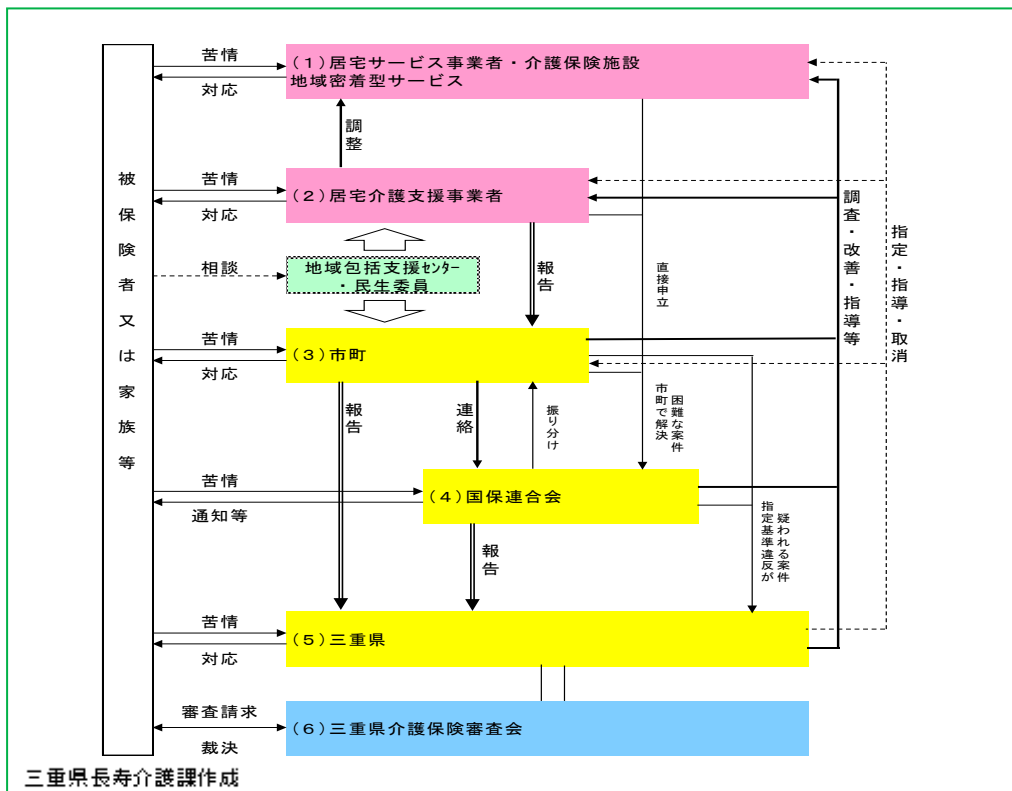 苦情
対応
(1)居宅サービス事業者・介護保険施設
地域密着型サービス
調整
被保険者又は家族等
苦情
対応
(2)居宅介護支援事業者
相談
地域包括支援センター
・民生委員
報告
直接申立
調査・改善・指導等
指定・指導・取消
苦情
対応
(3)市町
報告
連絡
振り分け
市町で解決
困難な案件
苦情
通知等
(4)国保連合会
報告
指定基準違反が
疑われる案件
苦情
対応
(5)三重県
審査請求
裁決
(6)三重県介護保険審査会
三重県長寿介護課作成